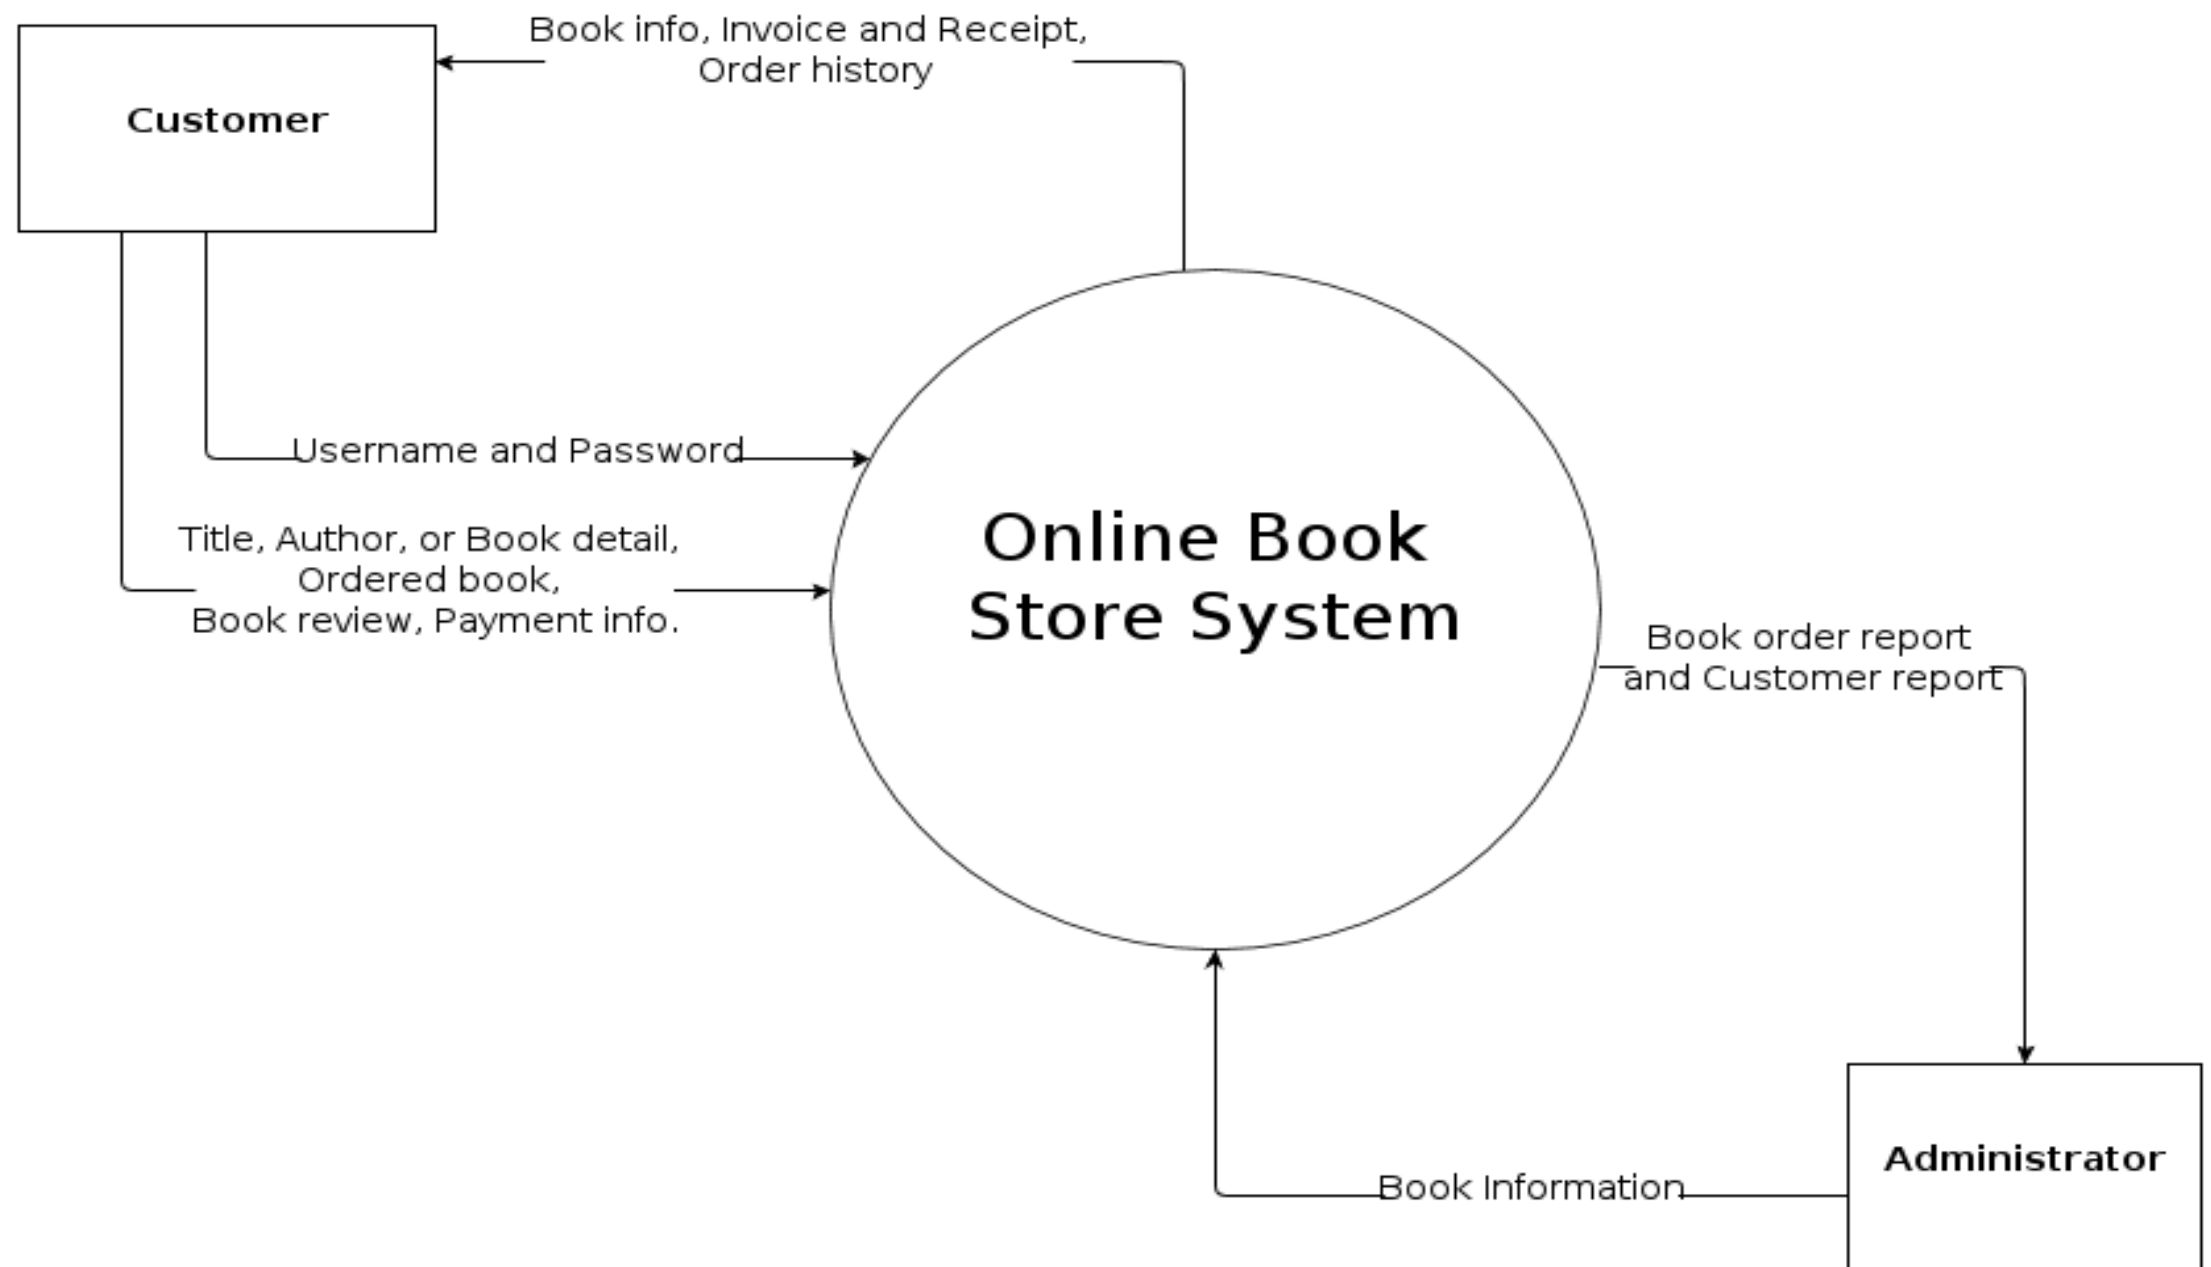 Book info, Invoice and Receipt,
Order history
Customer
Username and Password
Title, Author, or Book detail,
Ordered book,
Book review, Payment info.
Online Book
Store System
Book order report
and Customer report
Administrator
Book Information